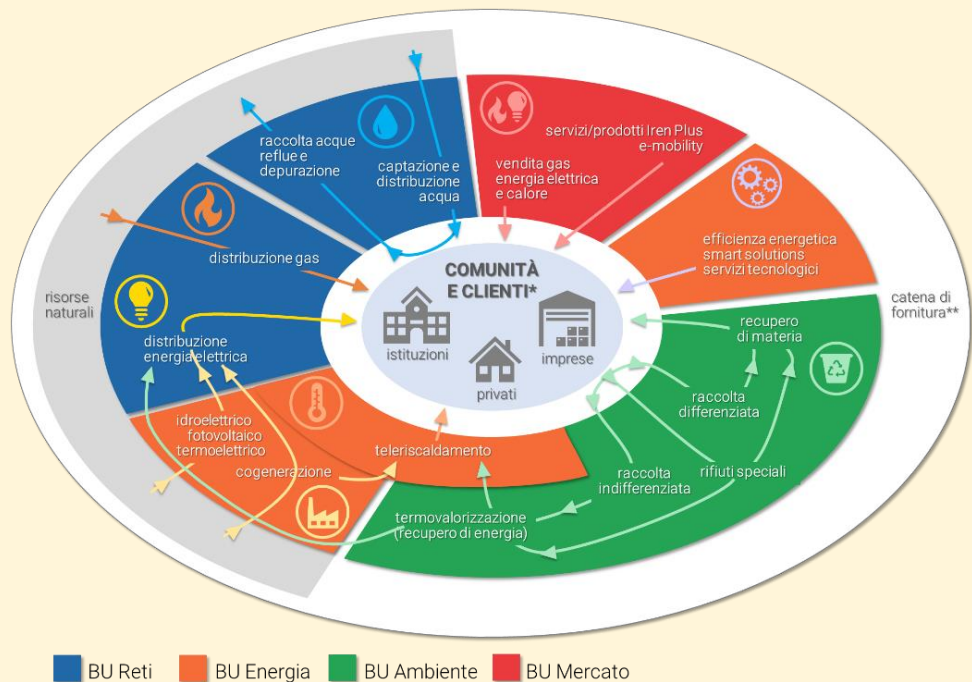 raccolta acque
reflue e
depurazione
captazione e
distribuzione
acqua
vendita gas
energia elettrica
e calore
servizi/prodotti Iren Plus
e-mobility
efficienza energetica
smart solutions
servizi tecnologici
distribuzione gas
COMUNITÀ
E CLIENTI*
istituzioni
imprese
privati
risorse
naturali
catena di
fornitura**
distribuzione
energia elettrica
recupero
di materia
raccolta
differenziata
idroelettrico
fotovoltaico
termoelettrico
cogenerazione
teleriscaldamento
raccolta
indifferenziata
rifiuti speciali
termovalorizzazione
(recupero di energia)
BU Reti
BU Energia
BU Ambiente
BU Mercato